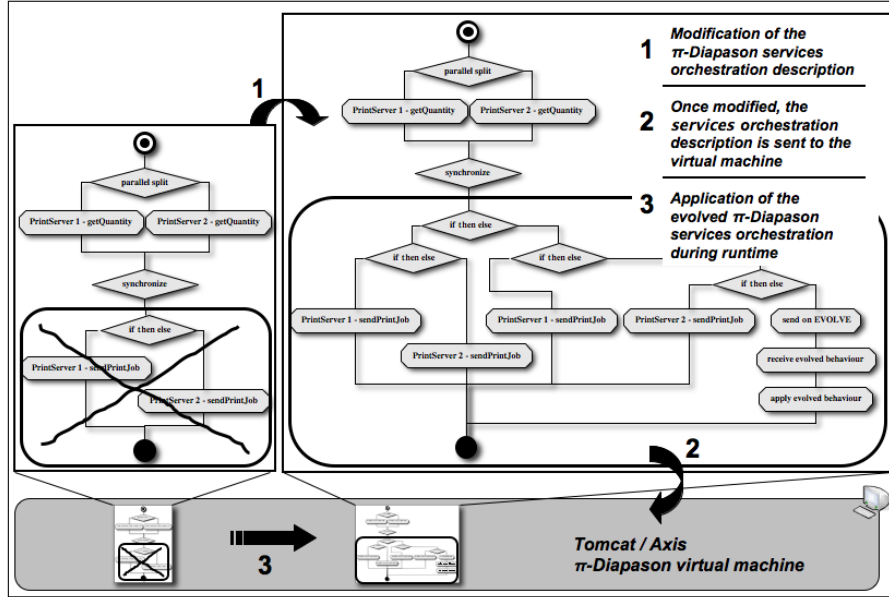 1
parallel split
PrintServer 1 - getQuantity
PrintServer 2 - getQuantity
synchronize
if then else
PrintServer 1 - sendPrintJob
PrintServer 2 - sendPrintJob
parallel split
PrintServer 1 - getQuantity
PrintServer 2 - getQuantity
synchronize
if then else
if then else
if then else
if then else
PrintServer 1 - sendPrintJob
PrintServer 1 - sendPrintJob
PrintServer 2 - sendPrintJob
send on EVOLVE
PrintServer 2 - sendPrintJob
receive evolved behaviour
apply evolved behaviour
1
Modification of the
π-Diapason services
orchestration description
2
Once modified, the
services orchestration
description is sent to the
virtual machine
3
Application of the
evolved π-Diapason
services orchestration
during runtime
2
3
Tomcat / Axis
π-Diapason virtual machine